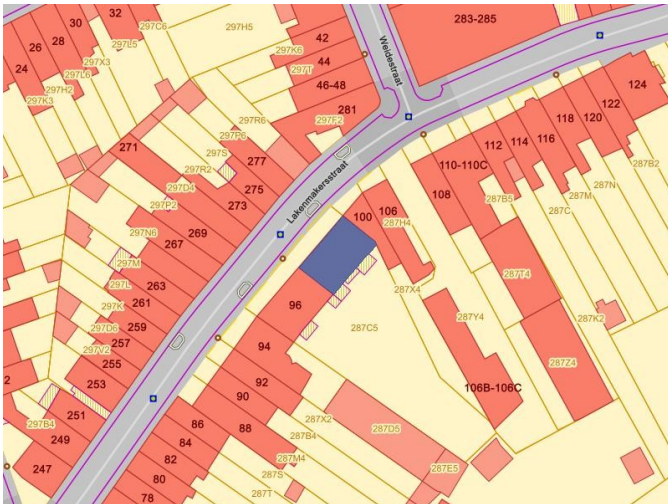 32
30
28
26
24
297C6
297L5
297X3
297L6
297H2
297K3
297H5
42
297K6
44
297T
46-48
281
297F2
297R6
297P6
Weidestraat
283-285
124
122
120
118
116
114
112
110-110C
108
287B2
287N
287M
287C
287B5
271
297S
297R2
277
275
273
297D4
297P2
269
267
297N6
297M
297L
263
261
297K
259
297D6
257
297V2
255
253
251
297B4
249
247
2
Lakenmakersstraat
100
106
287H4
287X4
96
94
92
90
88
86
84
82
80
78
287C5
287X2
287B4
287M4
287S
287T
287D5
287E5
287Y4
106B-106C
287T4
287K2
287Z4